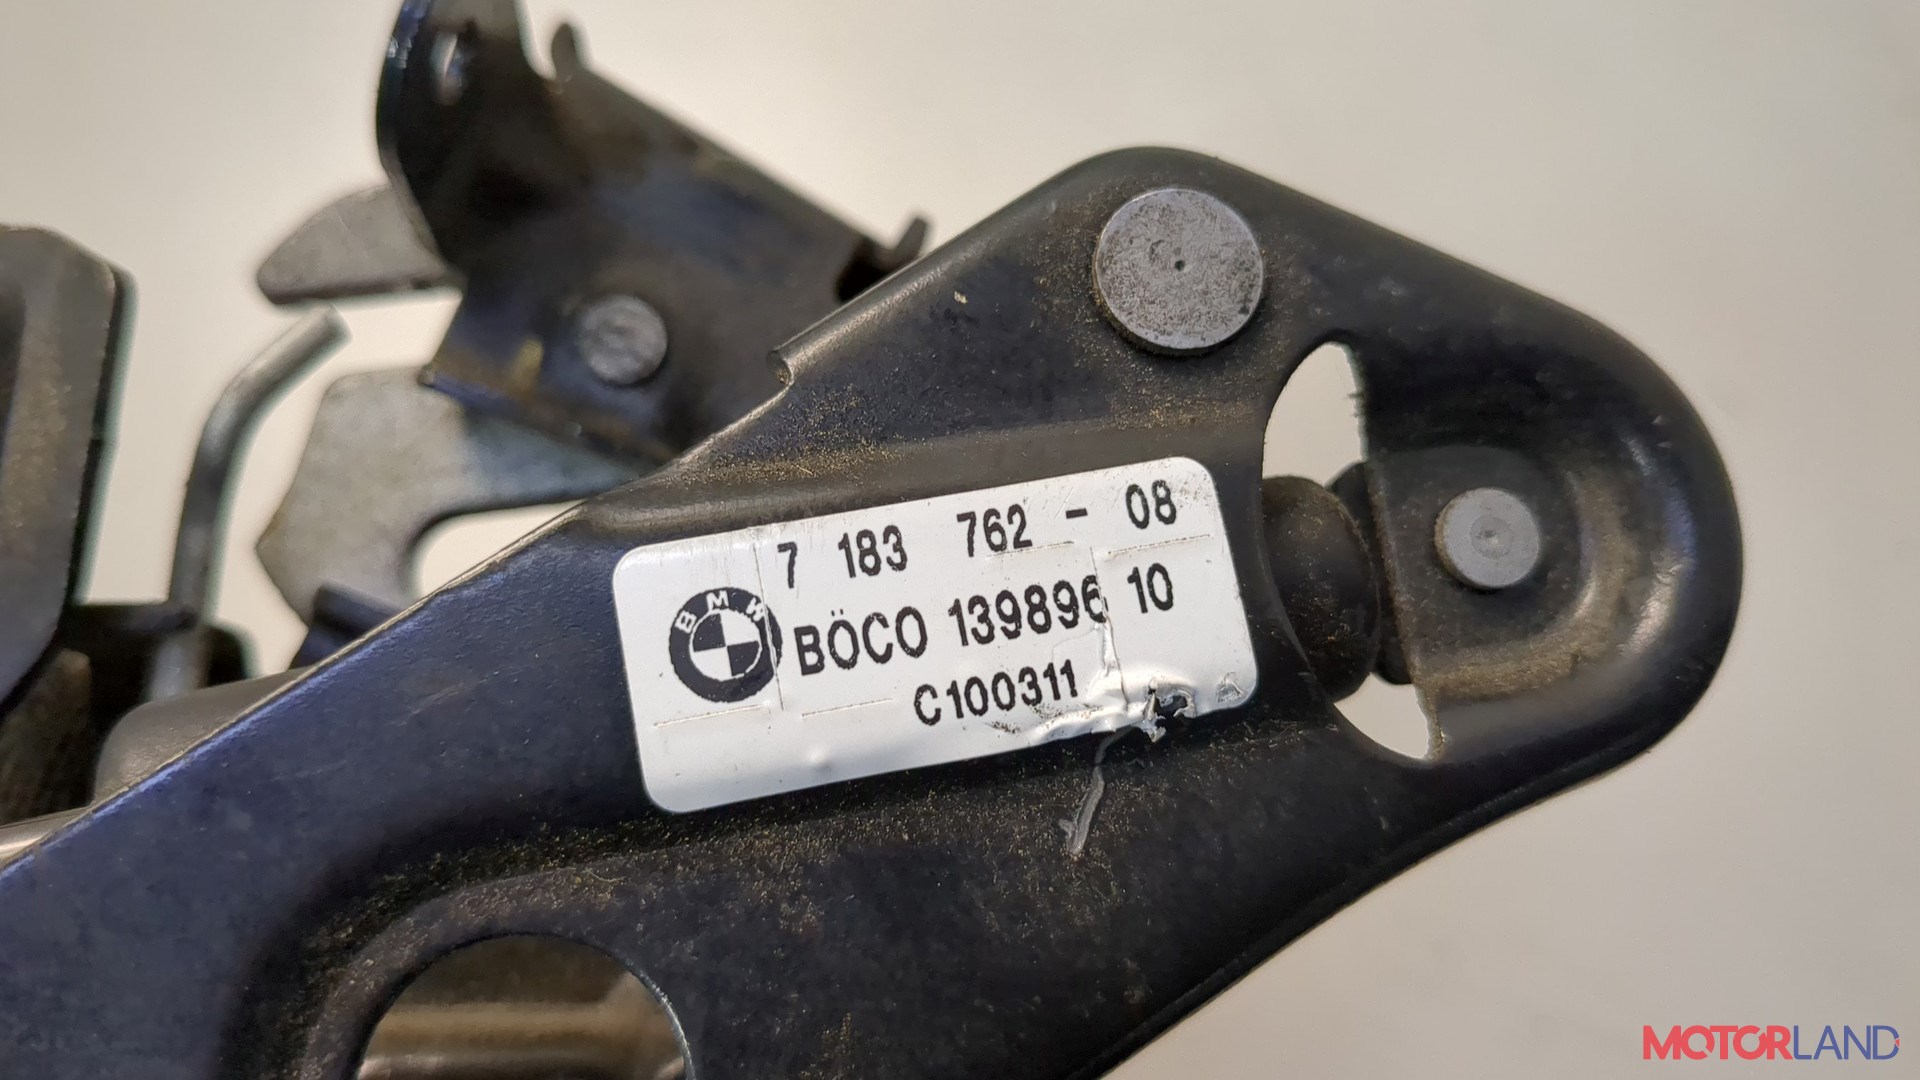 7 183 762 - 08
BMW
BÖCO 139896 10
C100311
MOTORLAND